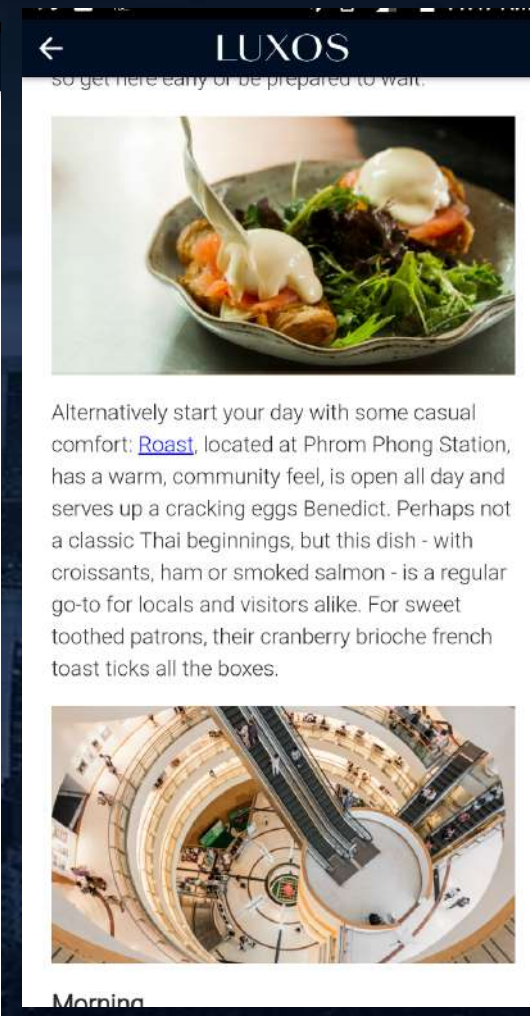 LUXOS
so get here early or be prepared to wait.
Alternatively start your day with some casual
comfort: Roast, located at Phrom Phong Station,
has a warm, community feel, is open all day and
serves up a cracking eggs Benedict. Perhaps not
a classic Thai beginnings, but this dish - with
croissants, ham or smoked salmon - is a regular
go-to for locals and visitors alike. For sweet
toothed patrons, their cranberry brioche french
toast ticks all the boxes.
Morning